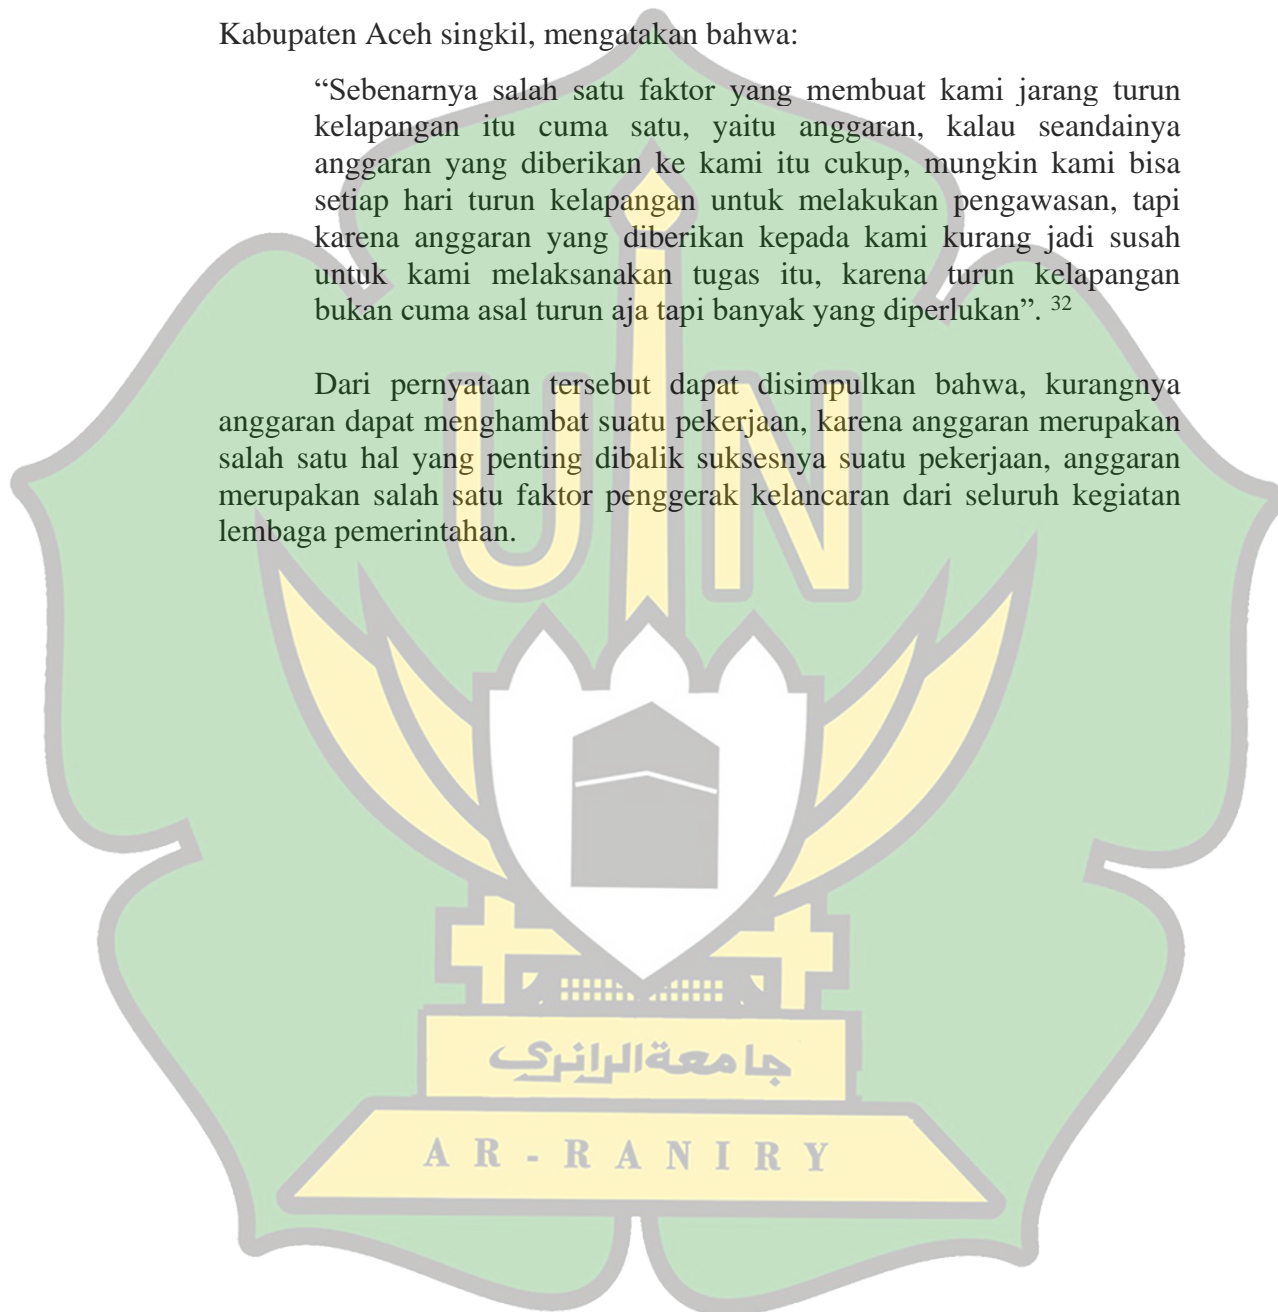 Kabupaten Aceh singkil, mengatakan bahwa:
“Sebenarnya salah satu faktor yang membuat kami jarang turun
kelapangan itu cuma satu, yaitu anggaran, kalau seandainya
anggaran yang diberikan ke kami itu cukup, mungkin kami bisa
setiap hari turun kelapangan untuk melakukan pengawasan, tapi
karena anggaran yang diberikan kepada kami kurang jadi susah
untuk kami melaksanakan tugas itu, karena turun kelapangan
bukan cuma asal turun aja tapi banyak yang diperlukan”. 32
Dari pernyataan tersebut dapat disimpulkan bahwa, kurangnya
anggaran dapat menghambat suatu pekerjaan, karena anggaran merupakan
salah satu hal yang penting dibalik suksesnya suatu pekerjaan, anggaran
merupakan salah satu faktor penggerak kelancaran dari seluruh kegiatan
lembaga pemerintahan.
UIN
جامعة الرانري
AR-RANIRY